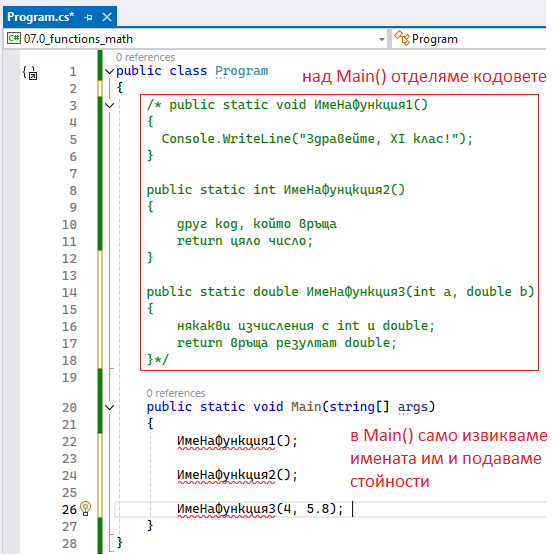 Program.cs*
C# 07.0_functions_math
Program
0 references
1 public class Program
над Main() отделяме кодовете
2 {
3 /* public static void ИмеНаФункция1()
4 {
5 Console.WriteLine("Здравейте, XI клас!");
6 }
7
8 public static int ИмеНаФунцкция2()
9 {
10 друг код, който връща
11 return цяло число;
12 }
13
14 public static double ИмеНаФункция3(int a, double b)
15 {
16 някакви изчисления с int и double;
17 return връща резултат double;
18 }*/
19
0 references
20 public static void Main(string[] args)
21 {
22 ИмеНаФункция1();
23
24 ИмеНаФункция2();
25
26 ИмеНаФункция3(4, 5.8);
27 }
28 }
в Main() само извикваме
имената им и подаваме
стойности